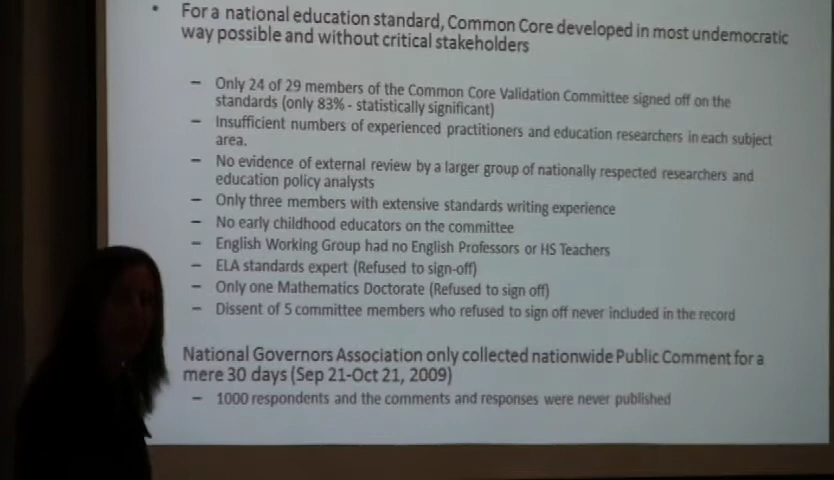 • For a national education standard, Common Core developed in most undemocratic
way possible and without critical stakeholders
– Only 24 of 29 members of the Common Core Validation Committee signed off on the
standards (only 83% - statistically significant)
– Insufficient numbers of experienced practitioners and education researchers in each subject
area.
– No evidence of external review by a larger group of nationally respected researchers and
education policy analysts
– Only three members with extensive standards writing experience
– No early childhood educators on the committee
– English Working Group had no English Professors or HS Teachers
– ELA standards expert (Refused to sign-off)
– Only one Mathematics Doctorate (Refused to sign off)
– Dissent of 5 committee members who refused to sign off never included in the record
National Governors Association only collected nationwide Public Comment for a
mere 30 days (Sep 21-Oct 21, 2009)
– 1000 respondents and the comments and responses were never published